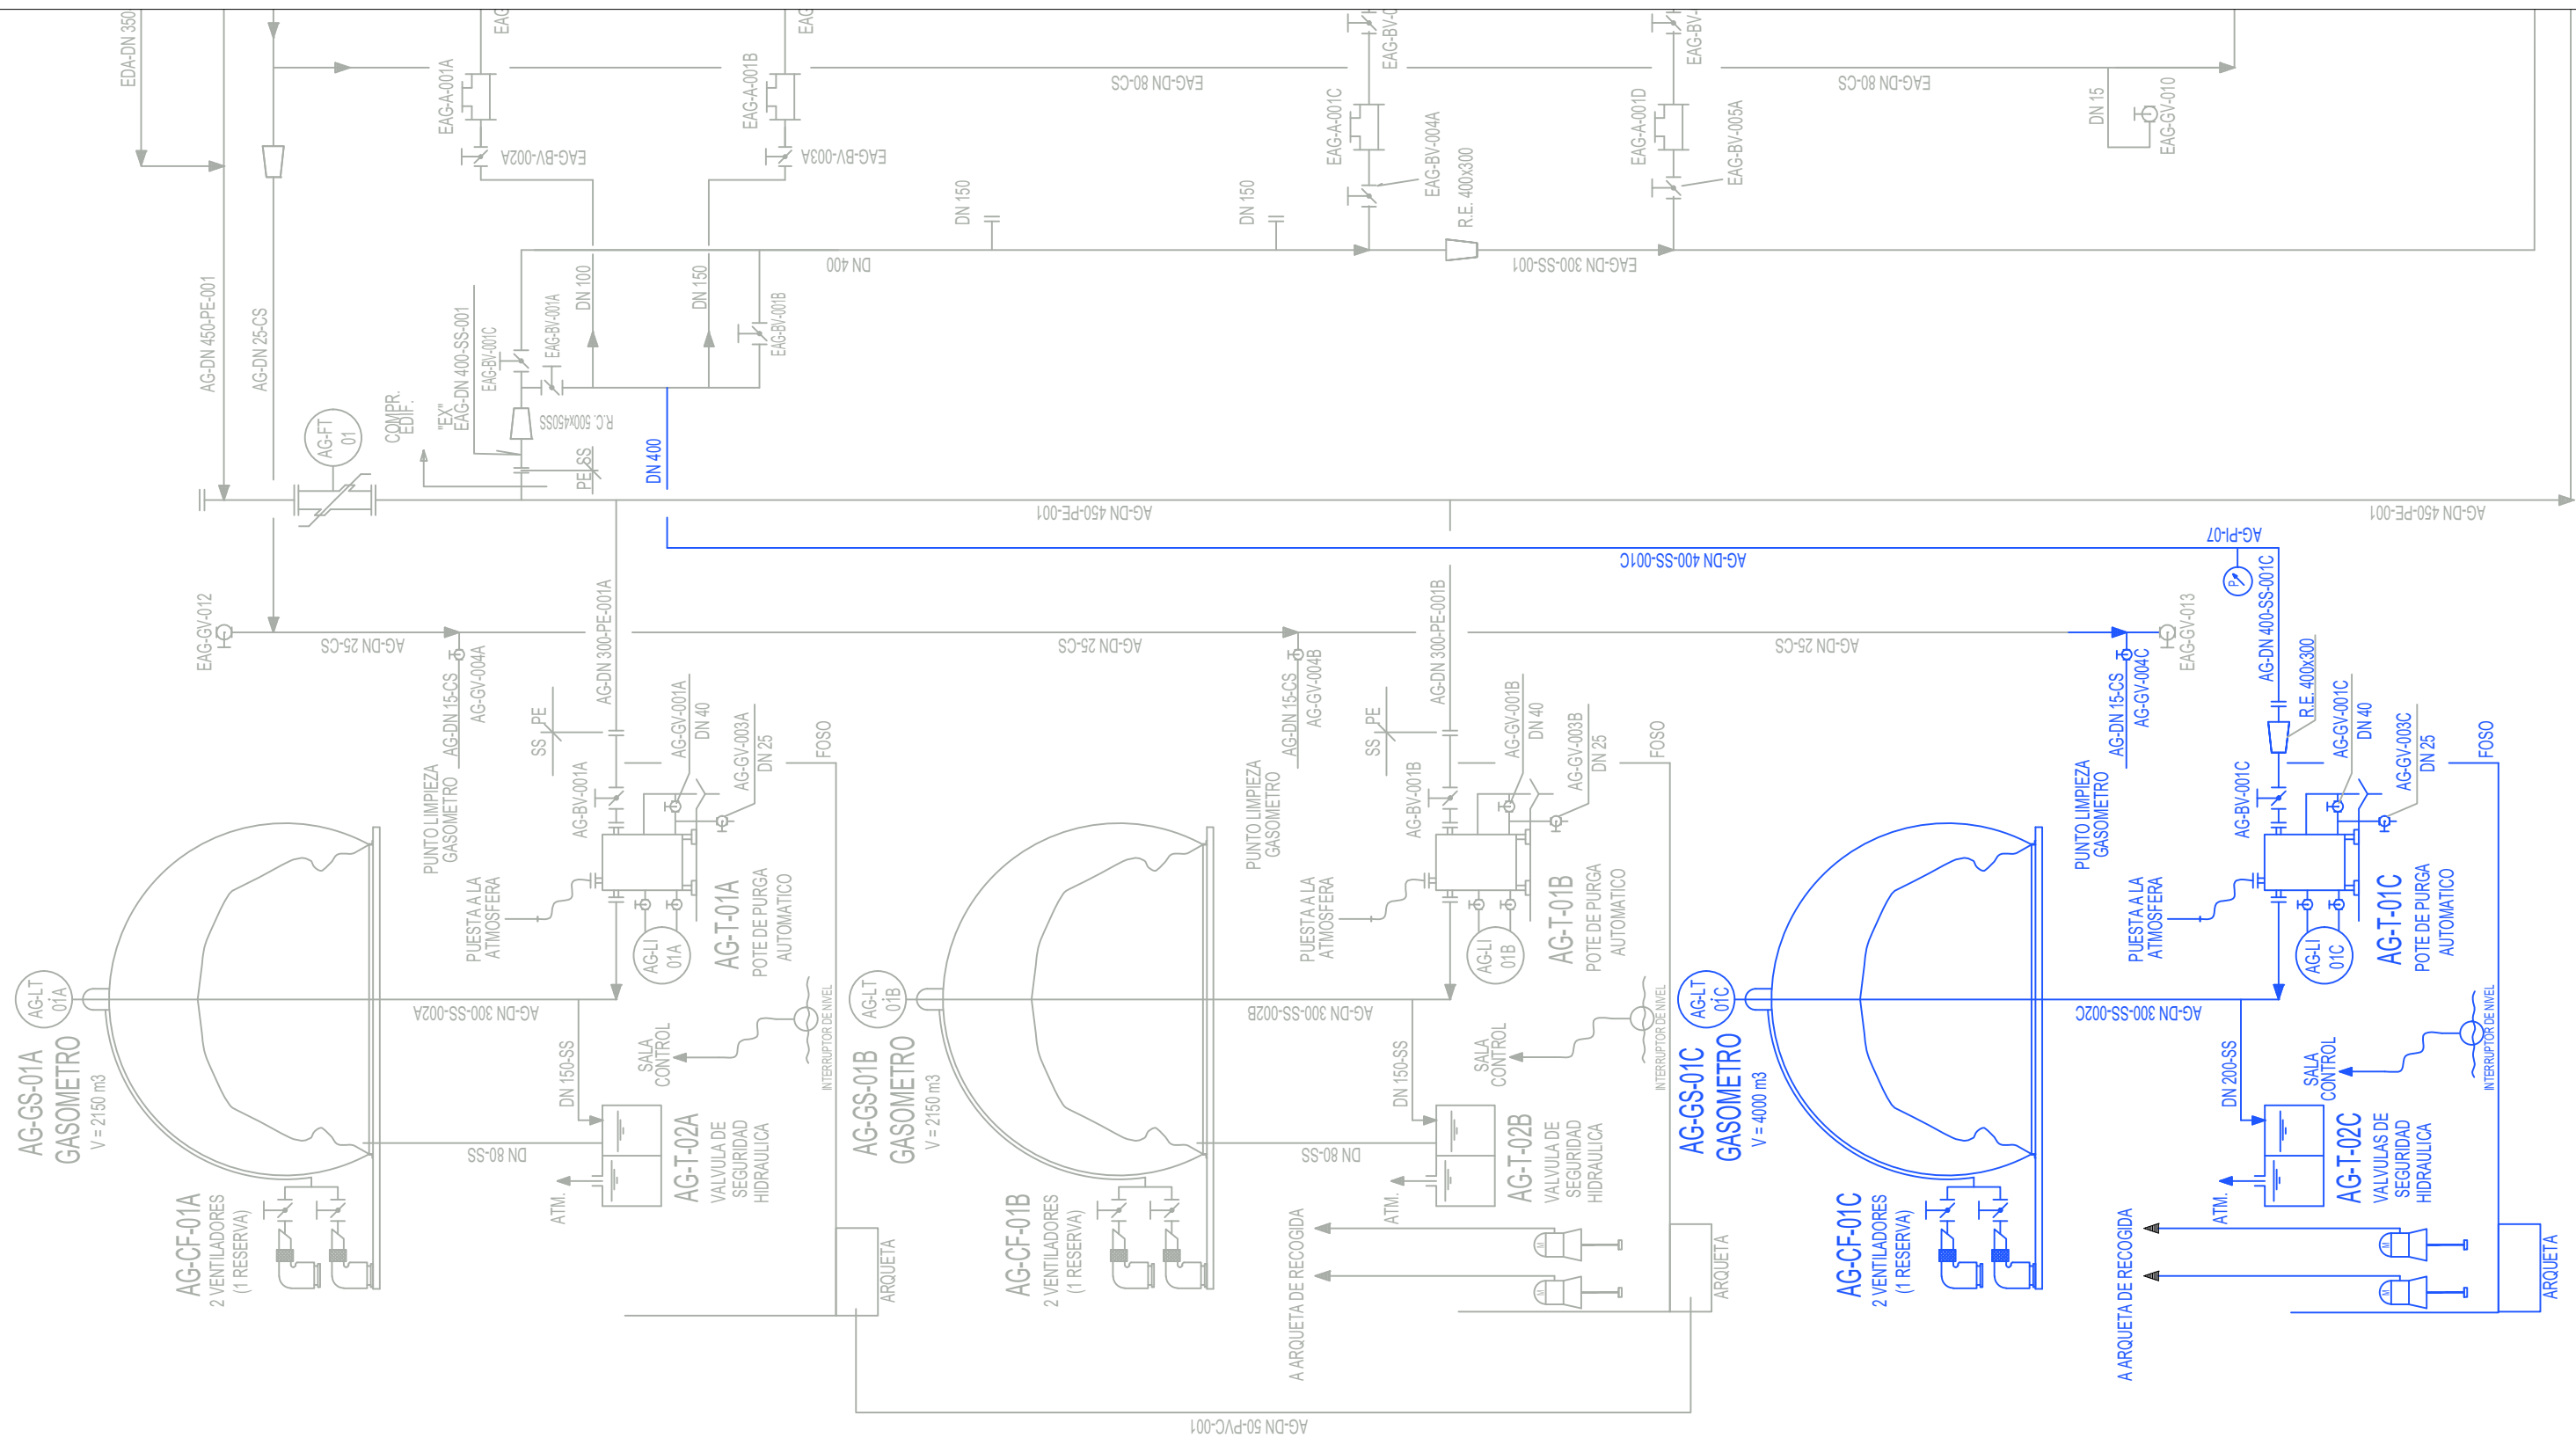 EDA-DN 350
AG-DN 450-PE-001
AG-DN 25-CS
EAG-A-001A
EAG
EAG-BV-002A
EAG-A-001B
EAG
EAG-BV-003A
EAG-DN 80-CS
EAG-A-001C
EAG-BV-0
EAG-BV-004A
R.E. 400x300
EAG-A-001D
EAG-BV-
EAG-BV-005A
EAG-DN 80-CS
DN 15
EAG-GV-010
DN 150
DN 150
DN 400
EAG-DN 300-SS-001
DN 100
DN 150
EAG-BV-001A
EAG-BV-001B
EAG-BV-001C
"EX"
EAG-DN 400-SS-001
R.C. 500x450SS
COMPR.
EDIF.
AG-FT
01
PE
SS
DN 400
AG-DN 450-PE-001
AG-DN 450-PE-001
AG-DN 400-SS-001C
AG-PI-07
P
AG-DN 400-SS-001C
EAG-GV-012
AG-DN 25-CS
AG-DN 25-CS
AG-DN 25-CS
EAG-GV-013
AG-DN 15-CS
AG-GV-004A
PUNTO LIMPIEZA
GASOMETRO
AG-DN 300-PE-001A
SS
PE
AG-BV-001A
AG-GV-001A
DN 40
AG-GV-003A
DN 25
FOSO
PUESTA A LA
ATMOSFERA
AG-LI
01A
AG-T-01A
POTE DE PURGA
AUTOMATICO
AG-LT
01A
AG-GS-01A
GASOMETRO
V = 2150 m3
AG-DN 300-SS-002A
DN 150-SS
SALA
CONTROL
INTERRUPTOR DE NIVEL
DN 80-SS
AG-T-02A
VALVULA DE
SEGURIDAD
HIDRAULICA
ATM.
AG-CF-01A
2 VENTILADORES
(1 RESERVA)
ARQUETA
AG-DN 15-CS
AG-GV-004B
PUNTO LIMPIEZA
GASOMETRO
AG-DN 300-PE-001B
SS
PE
AG-BV-001B
AG-GV-001B
DN 40
AG-GV-003B
DN 25
FOSO
PUESTA A LA
ATMOSFERA
AG-LI
01B
AG-T-01B
POTE DE PURGA
AUTOMATICO
AG-LT
01B
AG-GS-01B
GASOMETRO
V = 2150 m3
AG-DN 300-SS-002B
DN 150-SS
SALA
CONTROL
INTERRUPTOR DE NIVEL
DN 80-SS
AG-T-02B
VALVULA DE
SEGURIDAD
HIDRAULICA
ATM.
AG-CF-01B
2 VENTILADORES
(1 RESERVA)
A ARQUETA DE RECOGIDA
M
M
ARQUETA
AG-DN 50-PVC-001
AG-DN 15-CS
AG-GV-004C
PUNTO LIMPIEZA
GASOMETRO
R.E. 400x300
AG-BV-001C
AG-GV-001C
DN 40
AG-GV-003C
DN 25
FOSO
PUESTA A LA
ATMOSFERA
AG-LI
01C
AG-T-01C
POTE DE PURGA
AUTOMATICO
AG-LT
01C
AG-GS-01C
GASOMETRO
V = 4000 m3
AG-DN 300-SS-002C
DN 200-SS
SALA
CONTROL
INTERRUPTOR DE NIVEL
AG-T-02C
VALVULAS DE
SEGURIDAD
HIDRAULICA
ATM.
AG-CF-01C
2 VENTILADORES
(1 RESERVA)
A ARQUETA DE RECOGIDA
M
M
ARQUETA